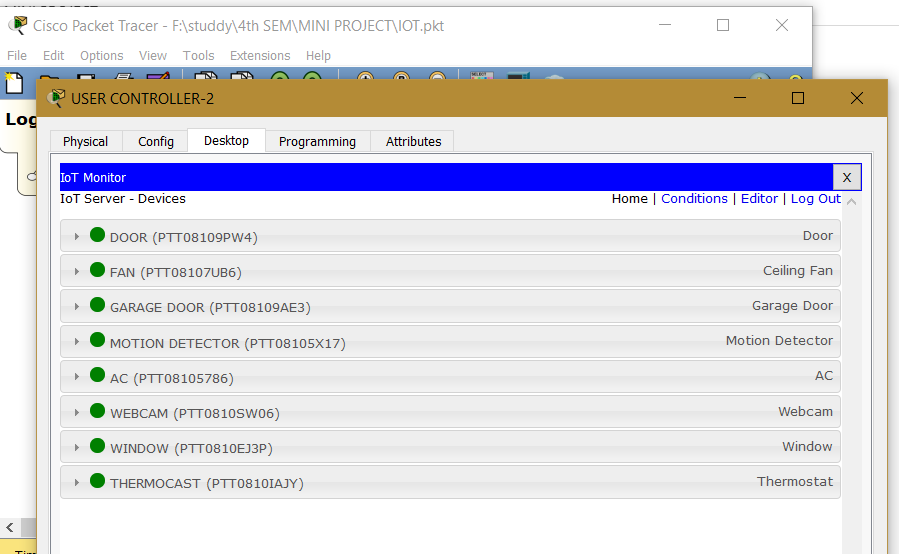 Cisco Packet Tracer - F:\studdy\4th SEM\MINI PROJECT\IOT.pkt
File Edit Options View Tools Extensions Help
USER CONTROLLER-2
Log
Physical Config Desktop Programming Attributes
IoT Monitor X
IoT Server - Devices Home | Conditions | Editor | Log Out
DOOR (PTT08109PW4) Door
FAN (PTT08107UB6) Ceiling Fan
GARAGE DOOR (PTT08109AE3) Garage Door
MOTION DETECTOR (PTT08105X17) Motion Detector
AC (PTT08105786) AC
WEBCAM (PTT0810SW06) Webcam
WINDOW (PTT0810EJ3P) Window
THERMOCAST (PTT0810IAJY) Thermostat